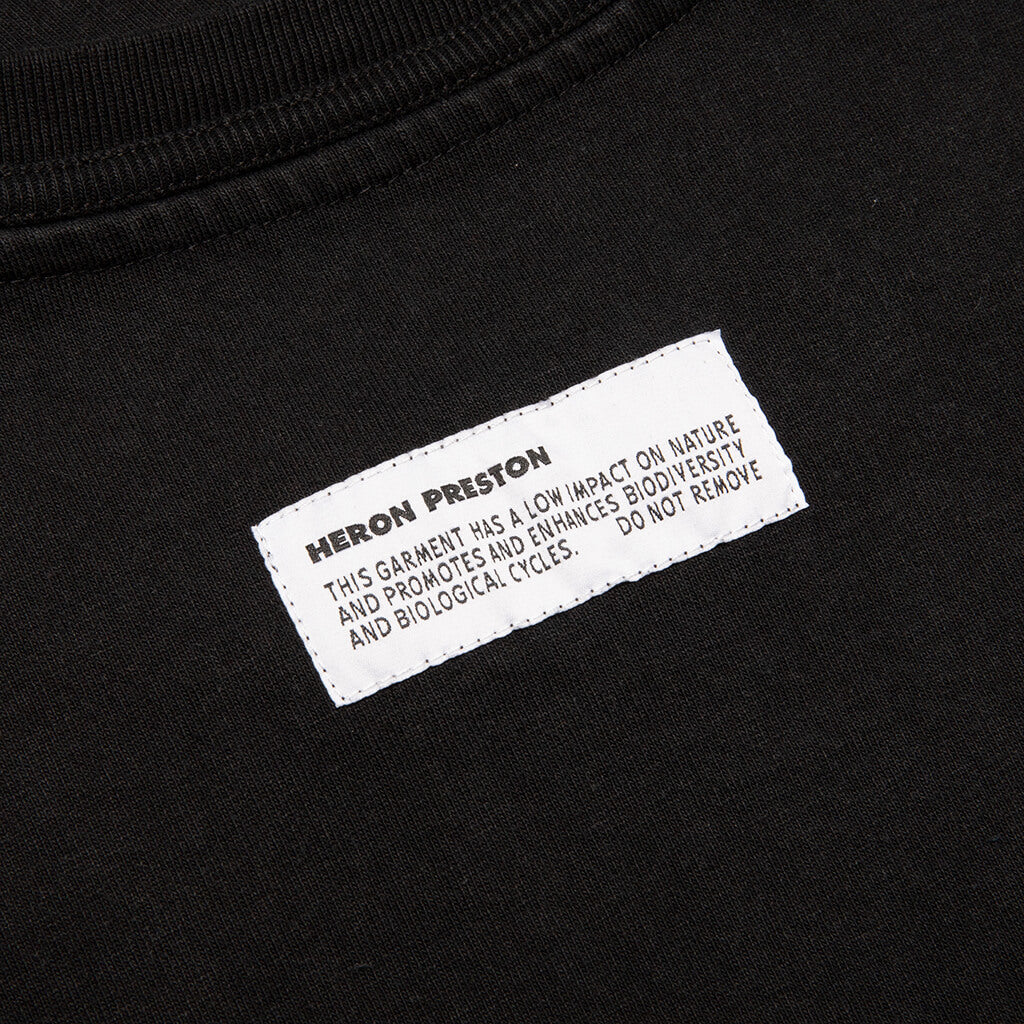 HERON PRESTON
THIS GARMENT HAS A LOW IMPACT ON NATURE
AND PROMOTES AND ENHANCES BIODIVERSITY
AND BIOLOGICAL CYCLES. DO NOT REMOVE